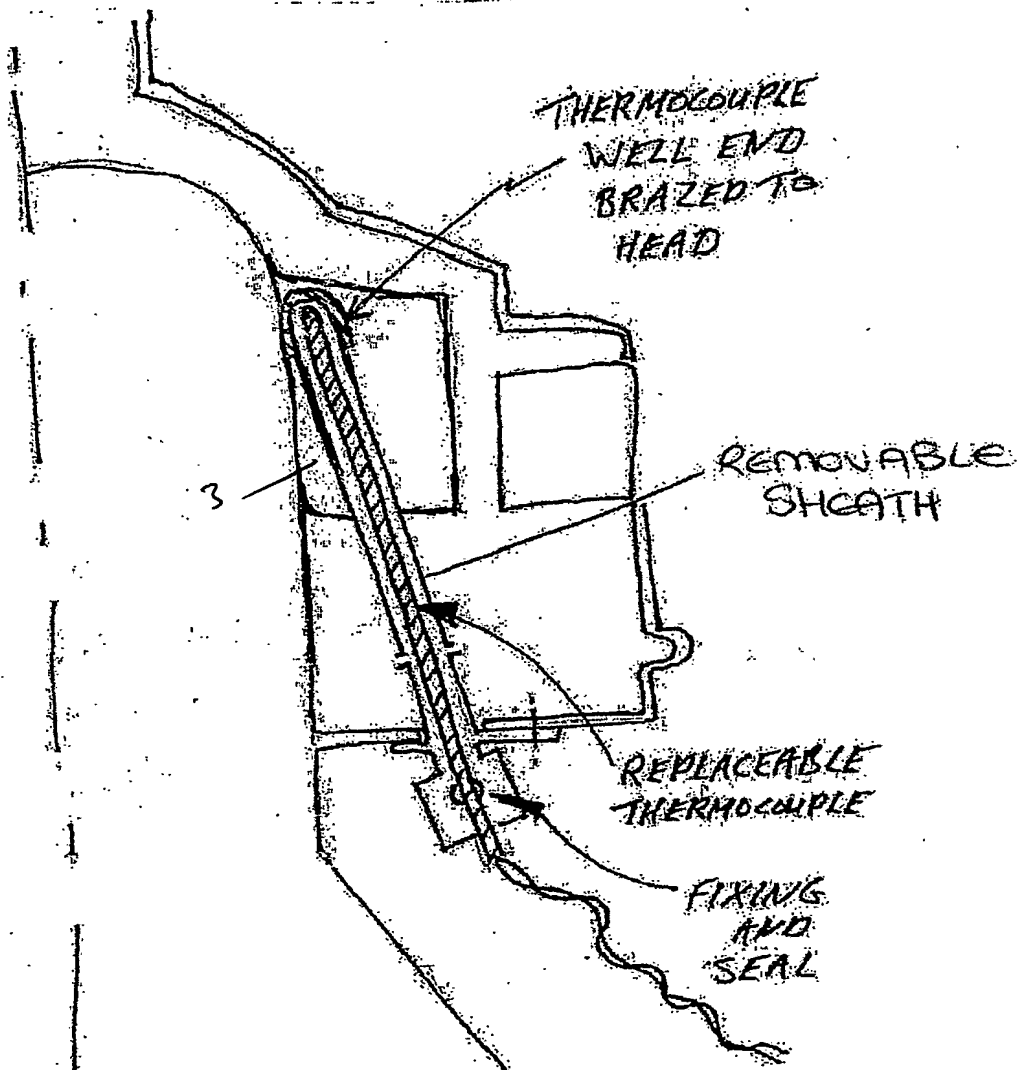 THERMOCOUPLE
WELL END
BRAZED TO
HEAD
3
REMOVABLE
SHEATH
REPLACEABLE
THERMOCOUPLE
FIXING
AND
SEAL